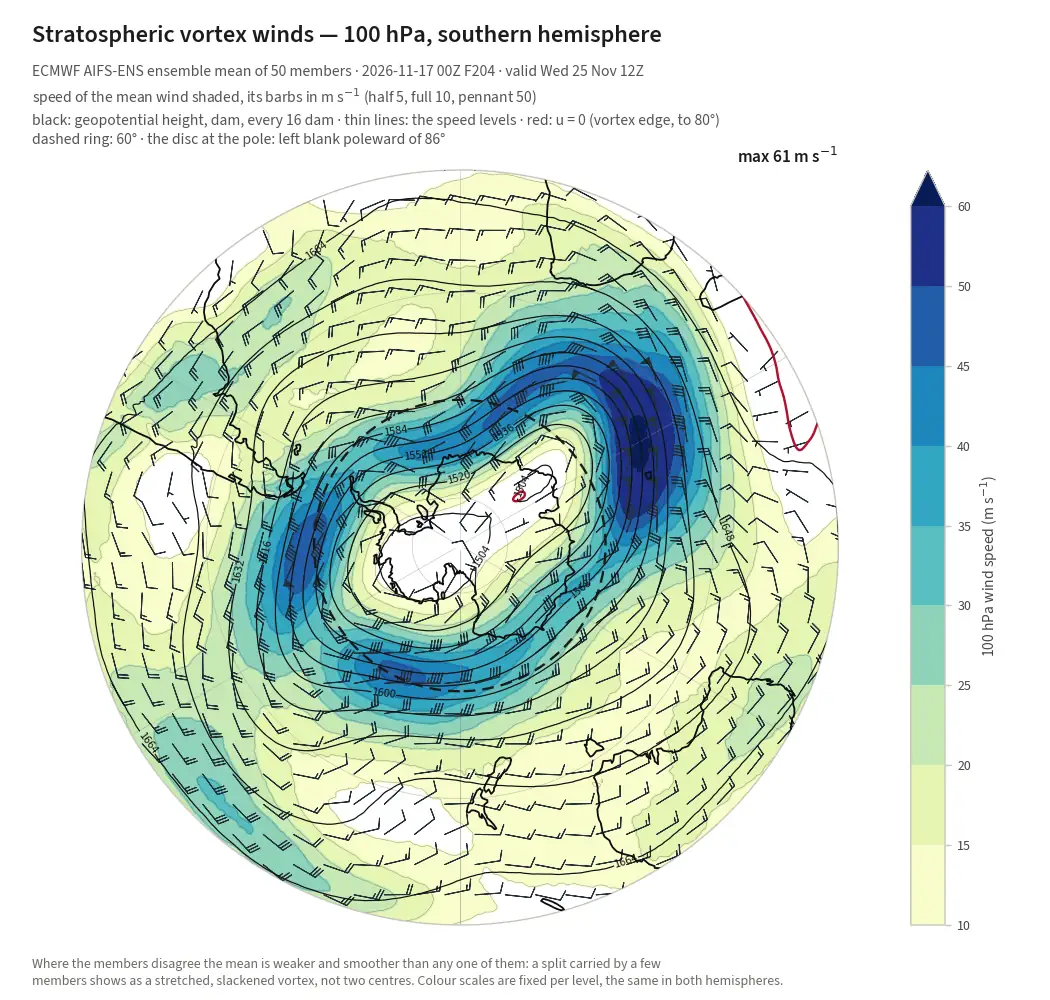 Stratospheric vortex winds — 100 hPa, southern hemisphere
ECMWF AIFS-ENS ensemble mean of 50 members · 2026-11-17 00Z F204 · valid Wed 25 Nov 12Z
speed of the mean wind shaded, its barbs in m s⁻¹ (half 5, full 10, pennant 50)
black: geopotential height, dam, every 16 dam · thin lines: the speed levels · red: u = 0 (vortex edge, to 80°)
dashed ring: 60° · the disc at the pole: left blank poleward of 86°
max 61 m s⁻¹
60
50
45
40
35
30
25
20
15
10
100 hPa wind speed (m s⁻¹)
1664
1584
1536
1552
1520
1504
1504
1616
1632
1648
1568
1600
1664
1664
Where the members disagree the mean is weaker and smoother than any one of them: a split carried by a few
members shows as a stretched, slackened vortex, not two centres. Colour scales are fixed per level, the same in both hemispheres.